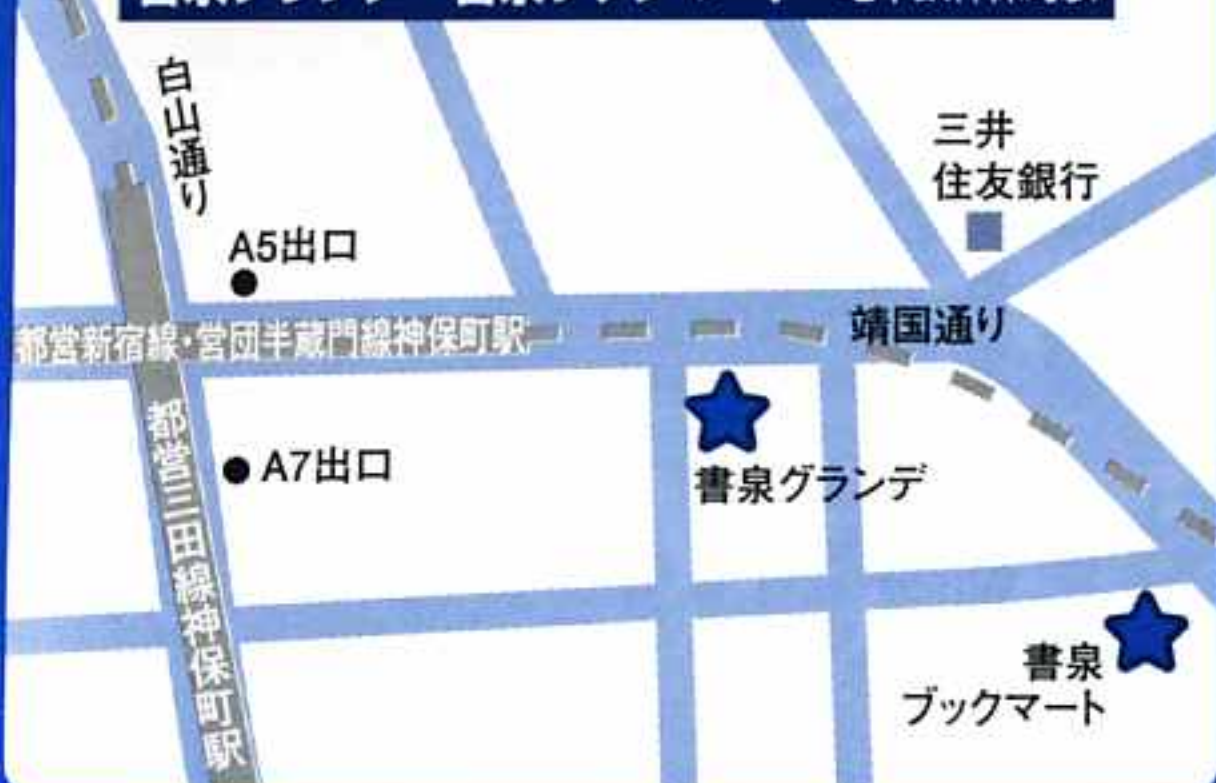 白山通り
三井
住友銀行
A5出口
都営新宿線・営団半蔵門線神保町駅
靖国通り
都営三田線神保町駅
A7出口
書泉グランデ
書泉
ブックマート